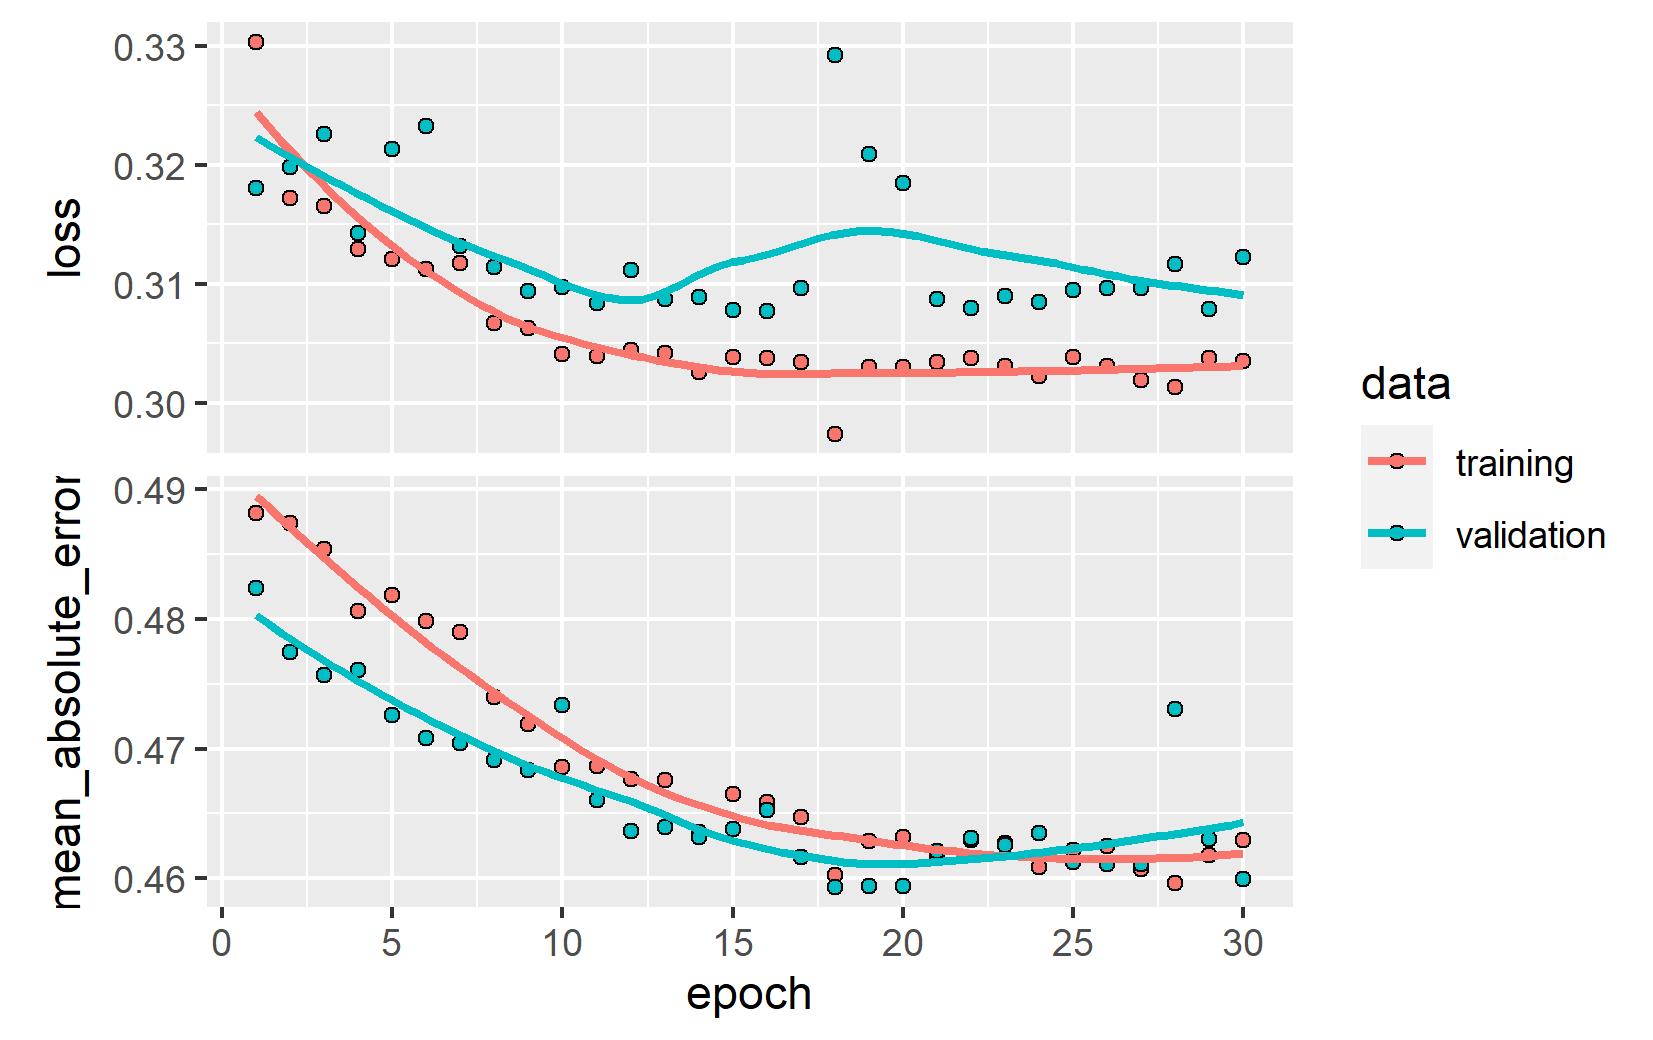 loss
0.33
0.32
0.31
0.30
mean_absolute_error
0.49
0.48
0.47
0.46
0 5 10 15 20 25 30
epoch
data
training
validation